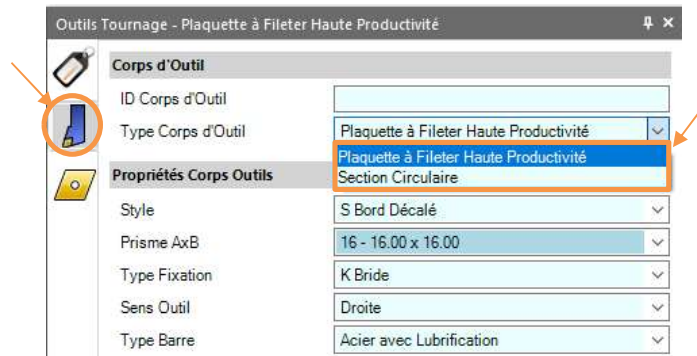 Outils Tournage - Plaquette à Fileter Haute Productivité
Corps d'Outil
ID Corps d'Outil
Type Corps d'Outil Plaquette à Fileter Haute Productivité
Plaquette à Fileter Haute Productivité
Propriétés Corps Outils Section Circulaire
Style S Bord Décalé
Prisme AxB 16 - 16.00 x 16.00
Type Fixation K Bride
Sens Outil Droite
Type Barre Acier avec Lubrification